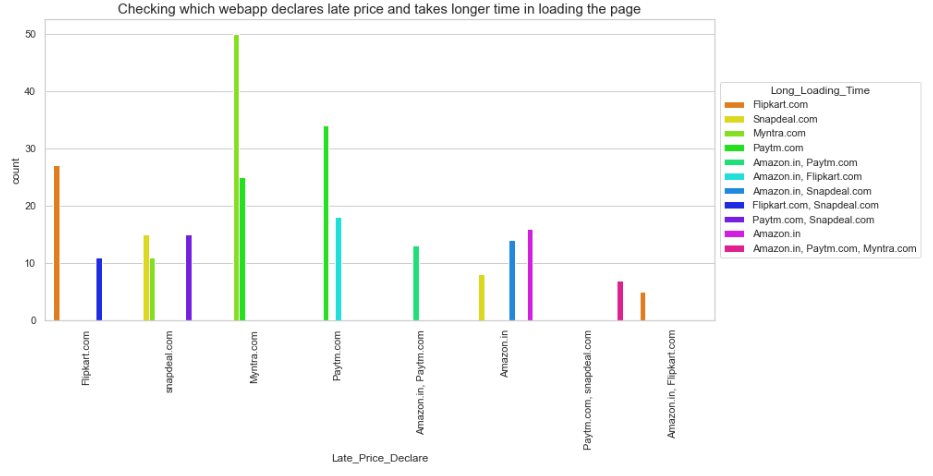 Checking which webapp declares late price and takes longer time in loading the page
50
40
30
20
10
0
count
Flipkart.com
snapdeal.com
Myntra.com
Paytm.com
Amazon.in, Paytm.com
Amazon.in
Paytm.com, snapdeal.com
Amazon.in, Flipkart.com
Late_Price_Declare
Long_Loading_Time
Flipkart.com
Snapdeal.com
Myntra.com
Paytm.com
Amazon.in, Paytm.com
Amazon.in, Flipkart.com
Amazon.in, Snapdeal.com
Flipkart.com, Snapdeal.com
Paytm.com, Snapdeal.com
Amazon.in
Amazon.in, Paytm.com, Myntra.com